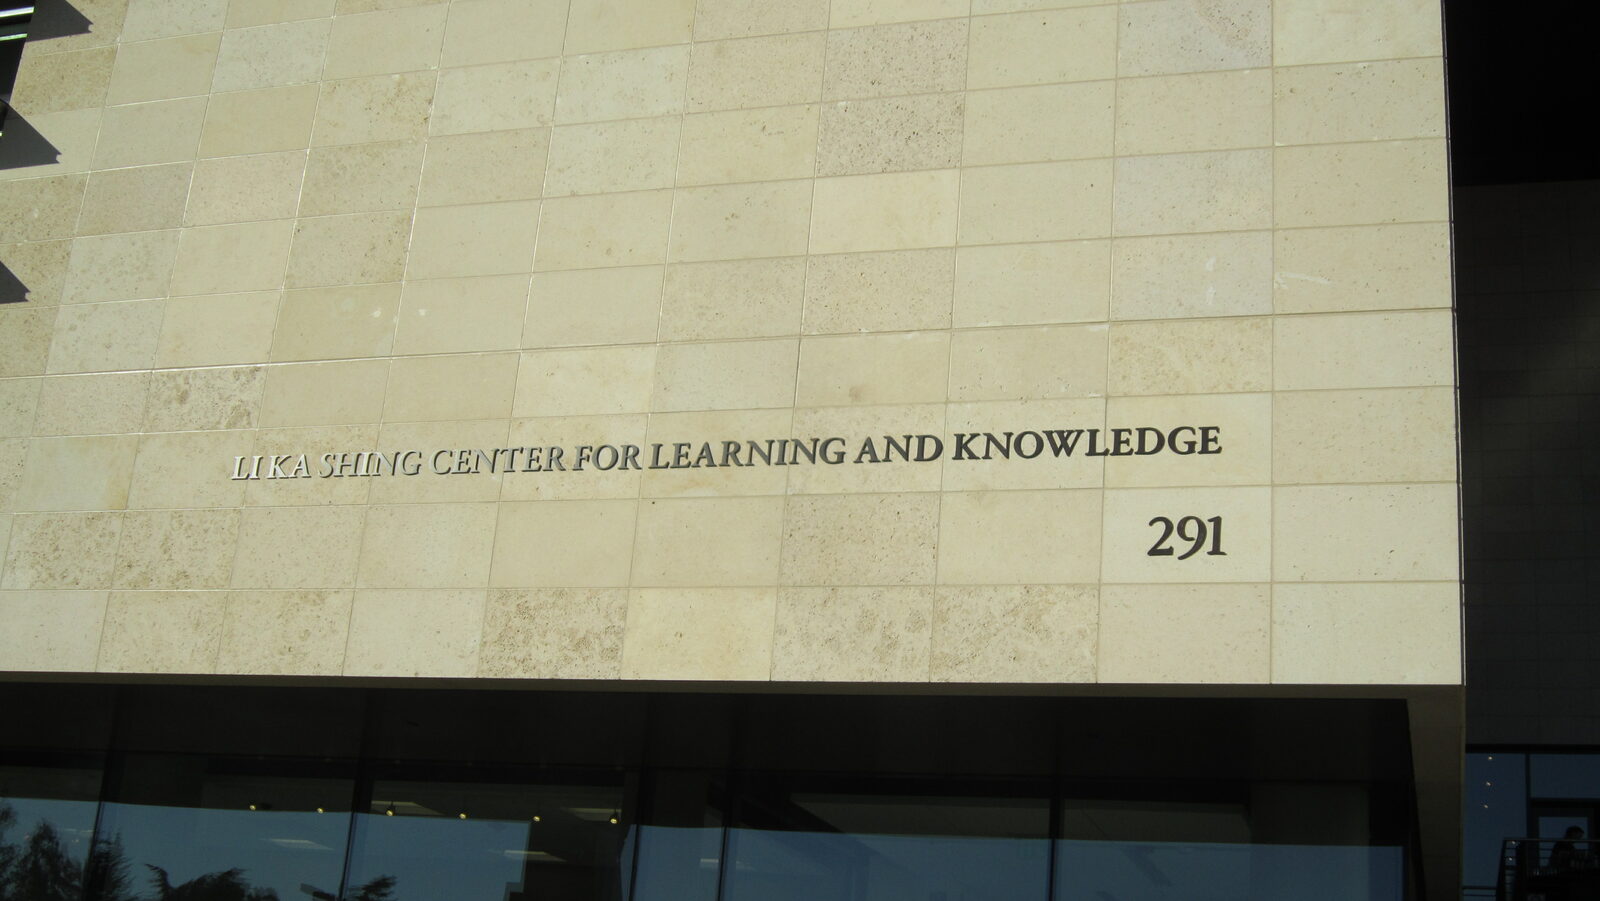 LI KA SHING CENTER FOR LEARNING AND KNOWLEDGE
291